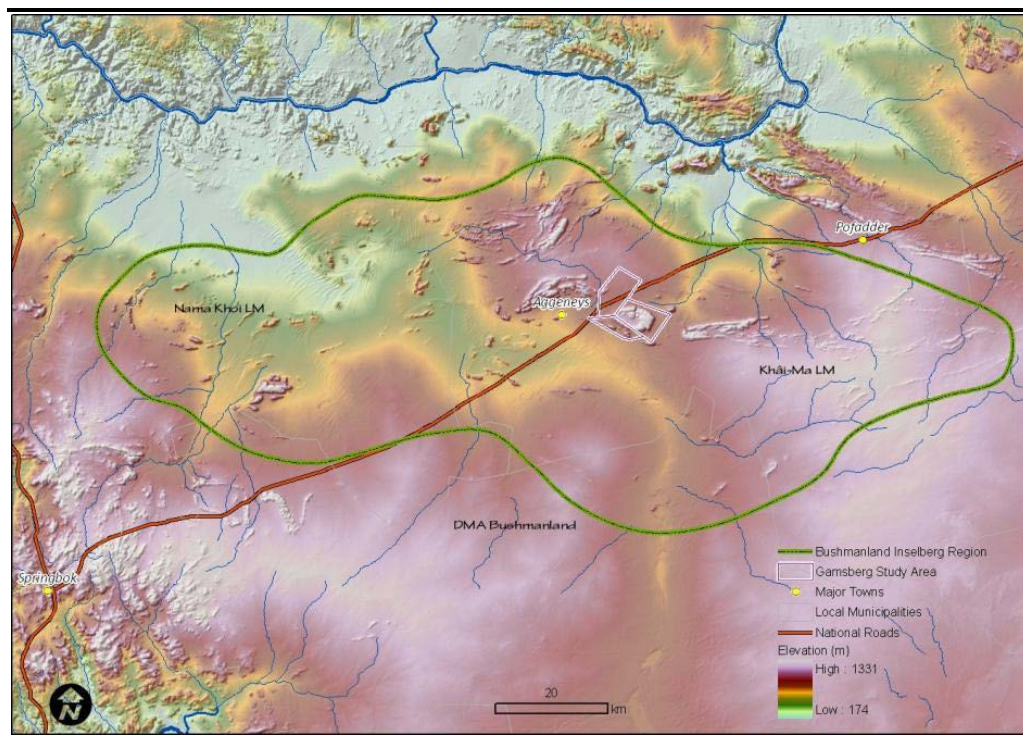 Pofadder
Aggeneys
Nama Khoi LM
Khâi-Ma LM
DMA Bushmanland
Springbok
Bushmanland Inselberg Region
Gamsberg Study Area
Major Towns
Local Municipalities
National Roads
Elevation (m)
High : 1331
Low : 174
20
km
N